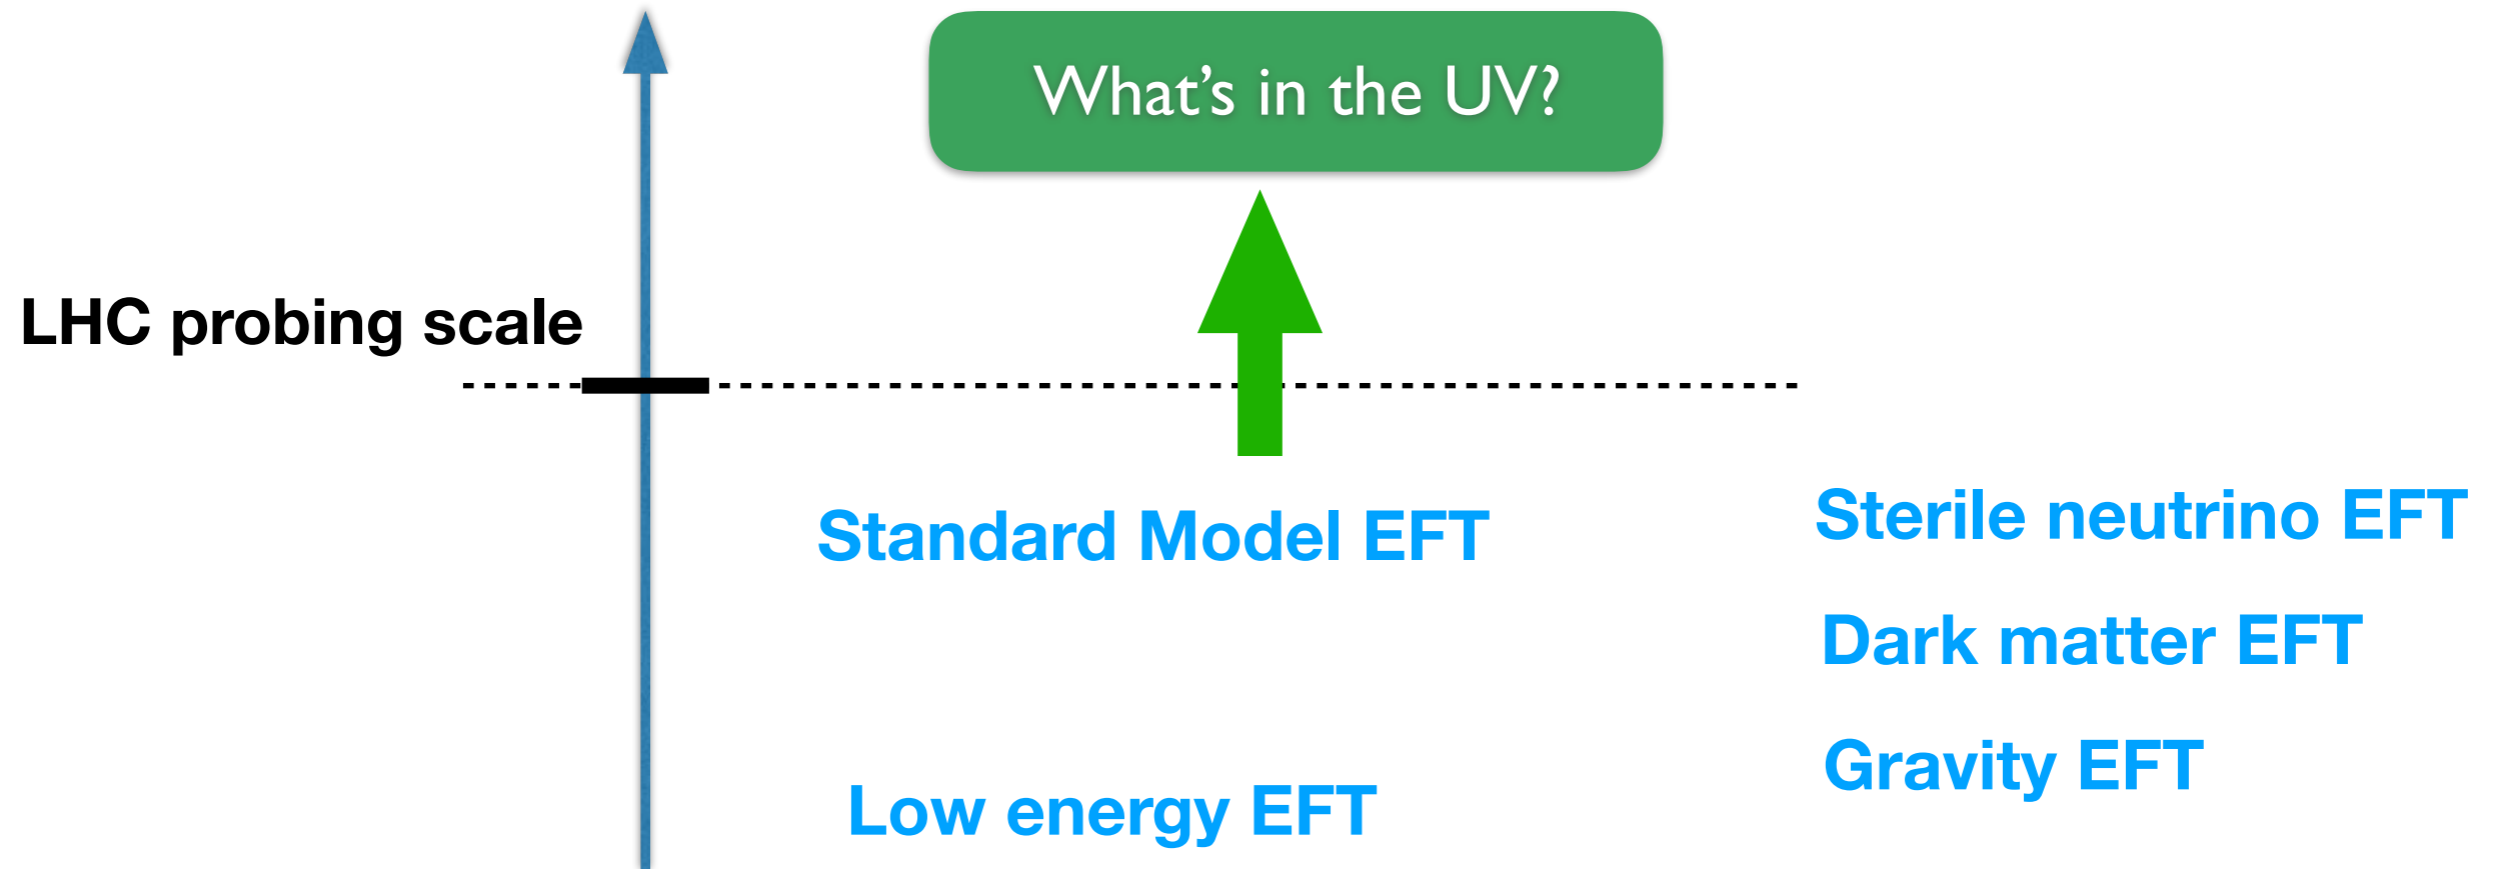 What’s in the UV?
LHC probing scale
Standard Model EFT
Sterile neutrino EFT
Dark matter EFT
Gravity EFT
Low energy EFT